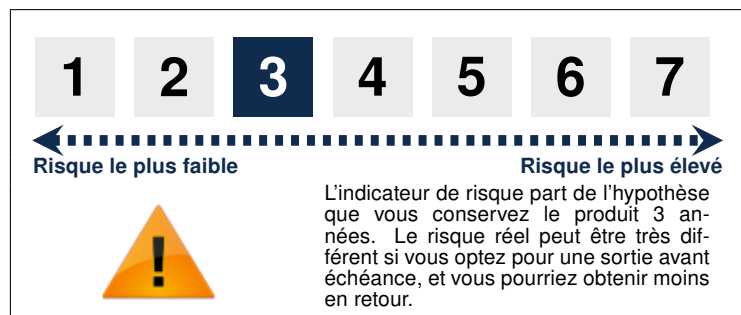 1 2 3 4 5 6 7
Risque le plus faible Risque le plus élevé
L'indicateur de risque part de l'hypothèse
que vous conservez le produit 3 an-
nées. Le risque réel peut être très dif-
férent si vous optez pour une sortie avant
échéance, et vous pourriez obtenir moins
en retour.